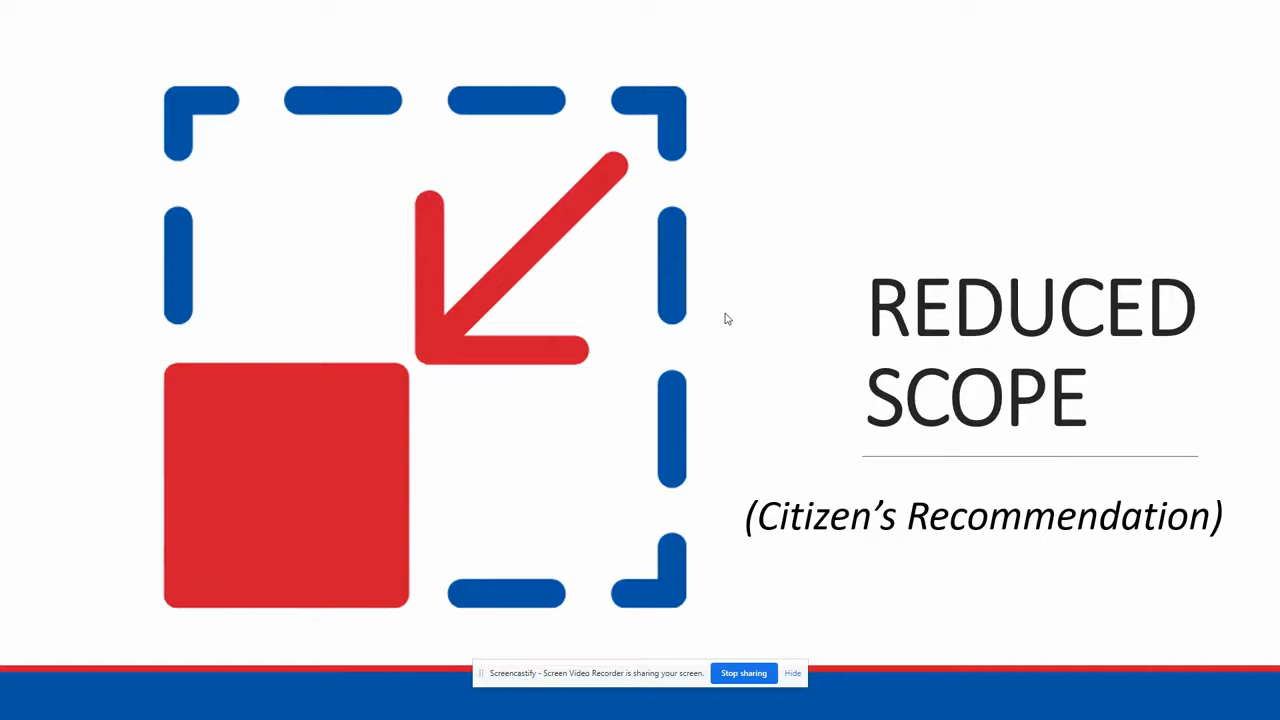 REDUCED
SCOPE
(Citizen's Recommendation)
Screencastify - Screen Video Recorder is sharing your screen. Stop sharing Hide